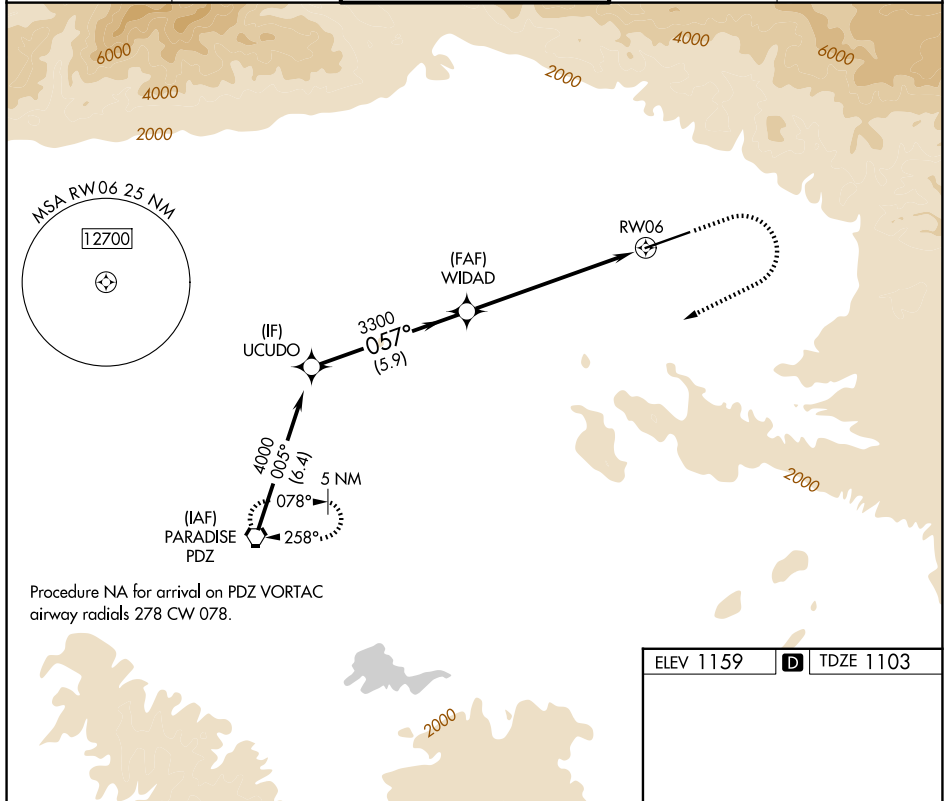 6000
4000
6000
2000
4000
2000
MSA RW06 25 NM
12700
RW06
(FAF)
WIDAD
(IF)
UCUDO
3300
057°
(5.9)
4000
005°
(6.4)
5 NM
078°
258°
(IAF)
PARADISE
PDZ
2000
Procedure NA for arrival on PDZ VORTAC
airway radials 278 CW 078.
2000
ELEV 1159 D TDZE 1103